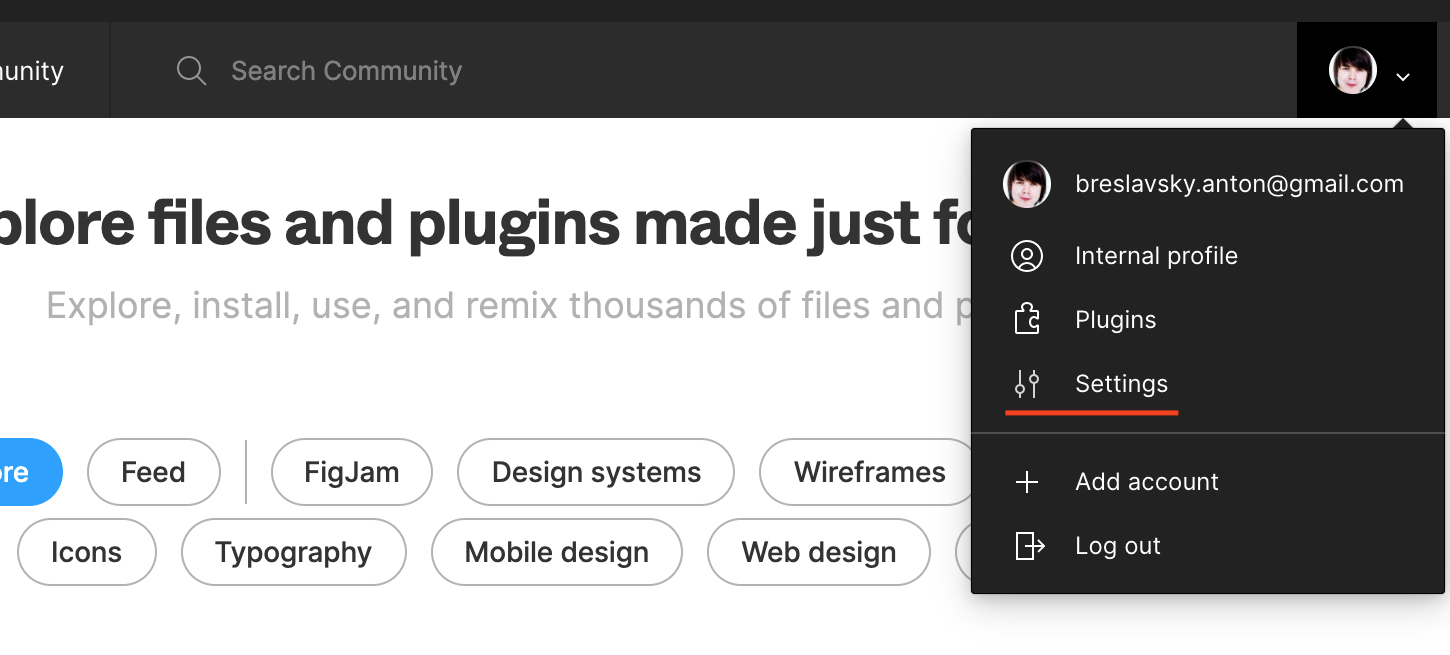 unity
Search Community
breslavsky.anton@gmail.com
Internal profile
Plugins
Settings
Add account
Log out
plore files and plugins made just fo
Explore, install, use, and remix thousands of files and p
re
Feed
FigJam
Design systems
Wireframes
Icons
Typography
Mobile design
Web design